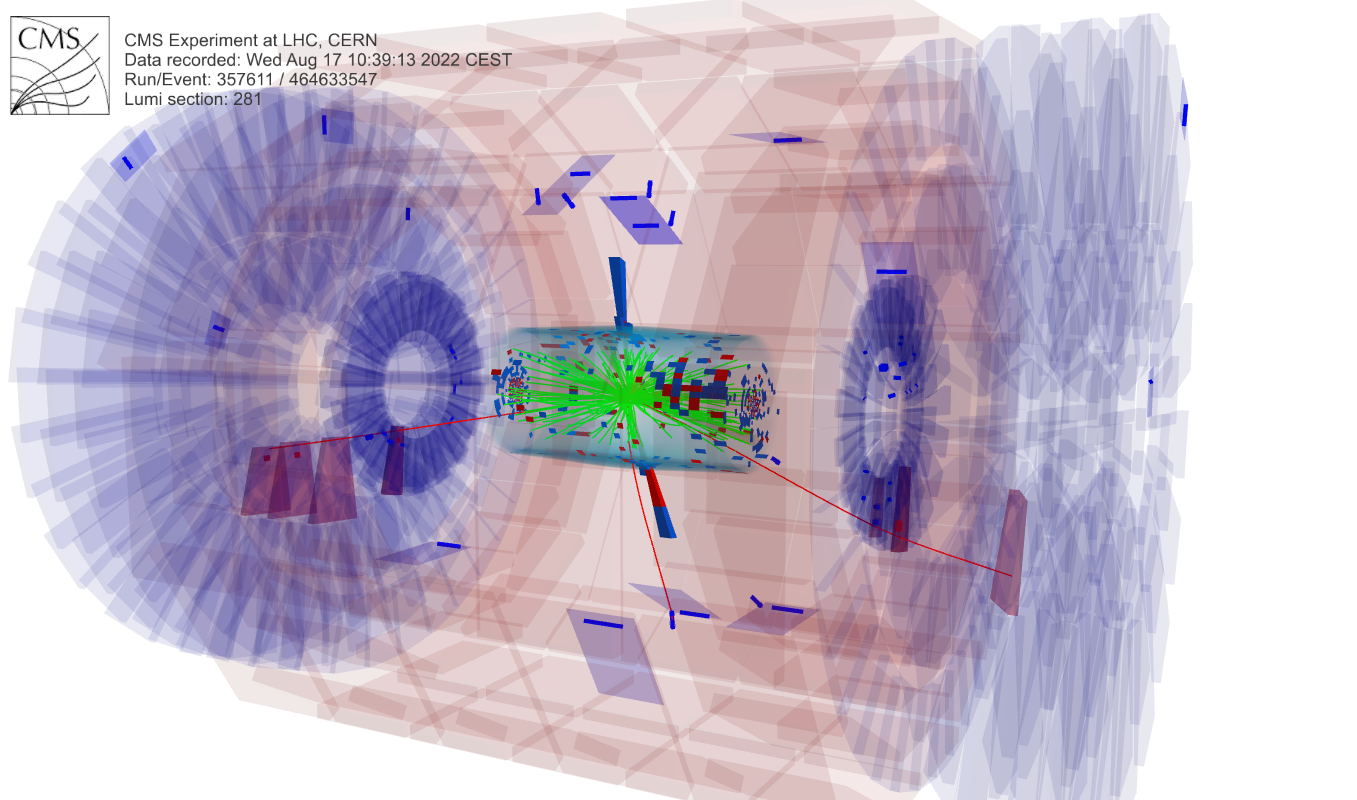 CMS
CMS Experiment at LHC, CERN
Data recorded: Wed Aug 17 10:39:13 2022 CEST
Run/Event: 357611 / 464633547
Lumi section: 281